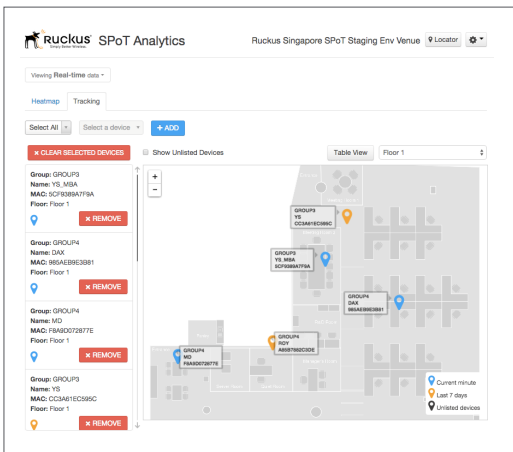 Ruckus
Simply Better Wireless.
SPoT Analytics
Ruckus Singapore SPoT Staging Env Venue
Locator
Viewing Real-time data
Heatmap
Tracking
Select All
Select a device
+ ADD
× CLEAR SELECTED DEVICES
Show Unlisted Devices
Table View
Floor 1
Group: GROUP3
Name: YS_MBA
MAC: 5CF9389A7F9A
Floor: Floor 1
× REMOVE
Group: GROUP4
Name: DAX
MAC: 985AEB9E3B81
Floor: Floor 1
× REMOVE
Group: GROUP4
Name: MD
MAC: F8A9D072877E
Floor: Floor 1
× REMOVE
Group: GROUP3
Name: YS
MAC: CC3A61EC595C
Floor: Floor 1
× REMOVE
+
−
GROUP3
YS
CC3A61EC595C
GROUP3
YS_MBA
5CF9389A7F9A
GROUP4
DAX
985AEB9E3B81
GROUP4
ROY
GROUP4
MD
F8A9D072877E
Current minute
Last 7 days
Unlisted devices